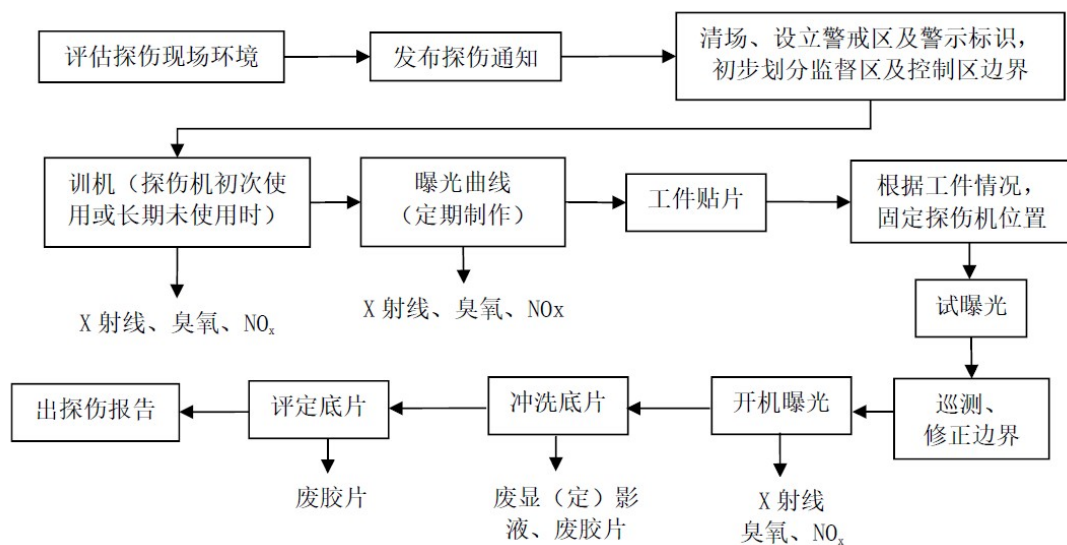 评估探伤现场环境
发布探伤通知
清场、设立警戒区及警示标识，
初步划分监督区及控制区边界
训机（探伤机初次使
用或长期未使用时）
曝光曲线
（定期制作）
工件贴片
根据工件情况，
固定探伤机位置
X 射线、臭氧、NOₓ
X 射线、臭氧、NOx
试曝光
出探伤报告
评定底片
冲洗底片
开机曝光
巡测、
修正边界
废胶片
废显（定）影
液、废胶片
X 射线
臭氧、NOₓ